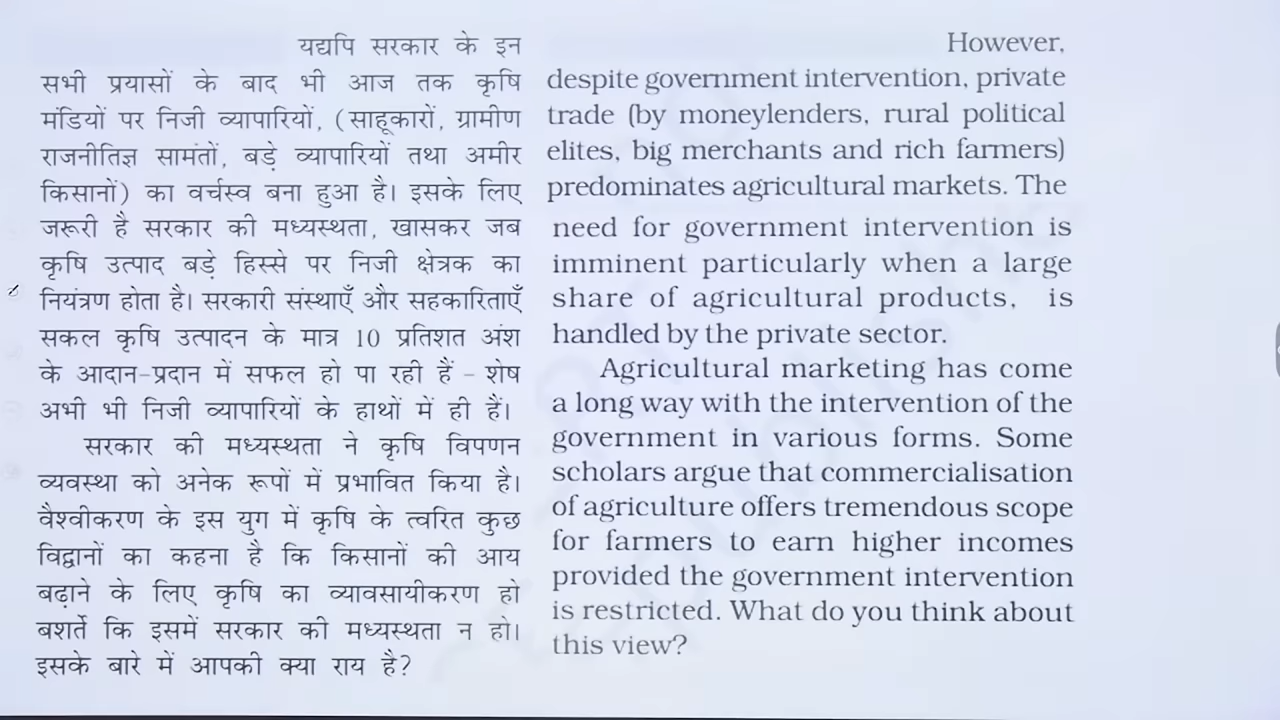 यद्यपि सरकार के इन
सभी प्रयासों के बाद भी आज तक कृषि
मंडियों पर निजी व्यापारियों, (साहूकारों, ग्रामीण
राजनीतिज्ञ सामंतों, बड़े व्यापारियों तथा अमीर
किसानों) का वर्चस्व बना हुआ है। इसके लिए
जरूरी है सरकार की मध्यस्थता, खासकर जब
कृषि उत्पाद बड़े हिस्से पर निजी क्षेत्रक का
नियंत्रण होता है। सरकारी संस्थाएँ और सहकारिताएँ
सकल कृषि उत्पादन के मात्र 10 प्रतिशत अंश
के आदान-प्रदान में सफल हो पा रही हैं - शेष
अभी भी निजी व्यापारियों के हाथों में ही हैं।
सरकार की मध्यस्थता ने कृषि विपणन
व्यवस्था को अनेक रूपों में प्रभावित किया है।
वैश्वीकरण के इस युग में कृषि के त्वरित कुछ
विद्वानों का कहना है कि किसानों की आय
बढ़ाने के लिए कृषि का व्यावसायीकरण हो
बशर्ते कि इसमें सरकार की मध्यस्थता न हो।
इसके बारे में आपकी क्या राय है?
However,
despite government intervention, private
trade (by moneylenders, rural political
elites, big merchants and rich farmers)
predominates agricultural markets. The
need for government intervention is
imminent particularly when a large
share of agricultural products, is
handled by the private sector.
Agricultural marketing has come
a long way with the intervention of the
government in various forms. Some
scholars argue that commercialisation
of agriculture offers tremendous scope
for farmers to earn higher incomes
provided the government intervention
is restricted. What do you think about
this view?